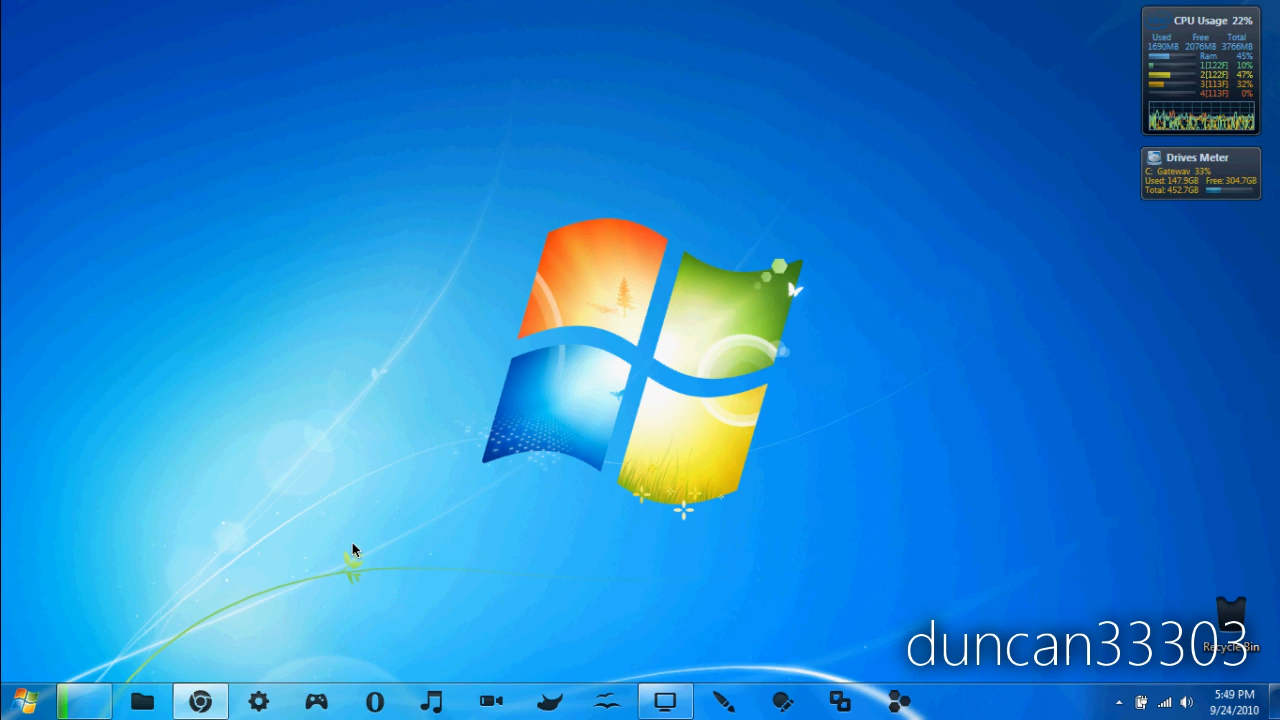 CPU Usage 22%
Used Free Total
1690MB 2076MB 3766MB
Ram 45%
1[122F] 10%
2[122F] 47%
3[113F] 32%
4[113F] 0%
Drives Meter
C: Gateway 33%
Used: 147.9GB Free: 304.7GB
Total: 452.7GB
duncan33303
Recycle Bin
5:49 PM
9/24/2010